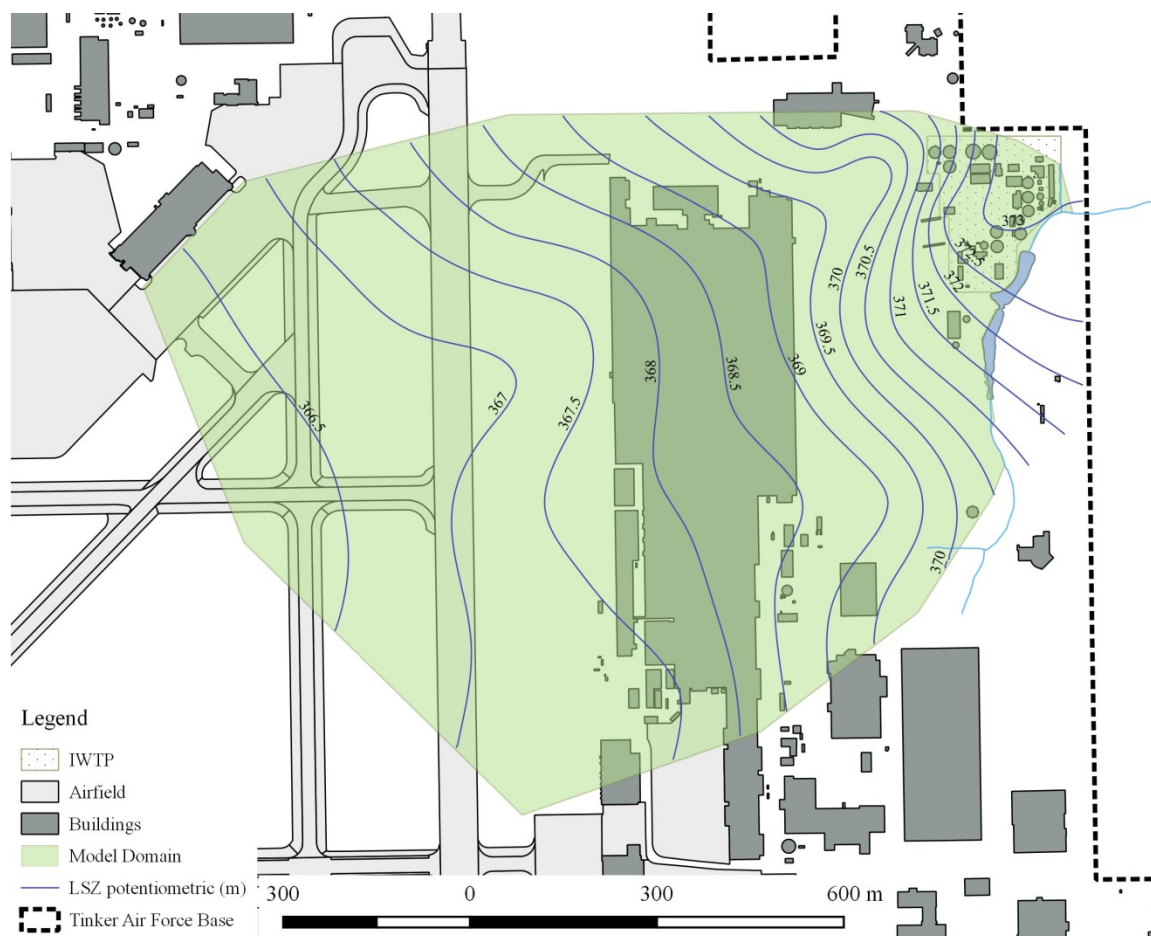 373
372.5
372
370
370.5
371
371.5
369.5
369
368.5
368
367.5
367
366.5
370
Legend
IWTP
Airfield
Buildings
Model Domain
LSZ potentiometric (m)
Tinker Air Force Base
300 0 300 600 m